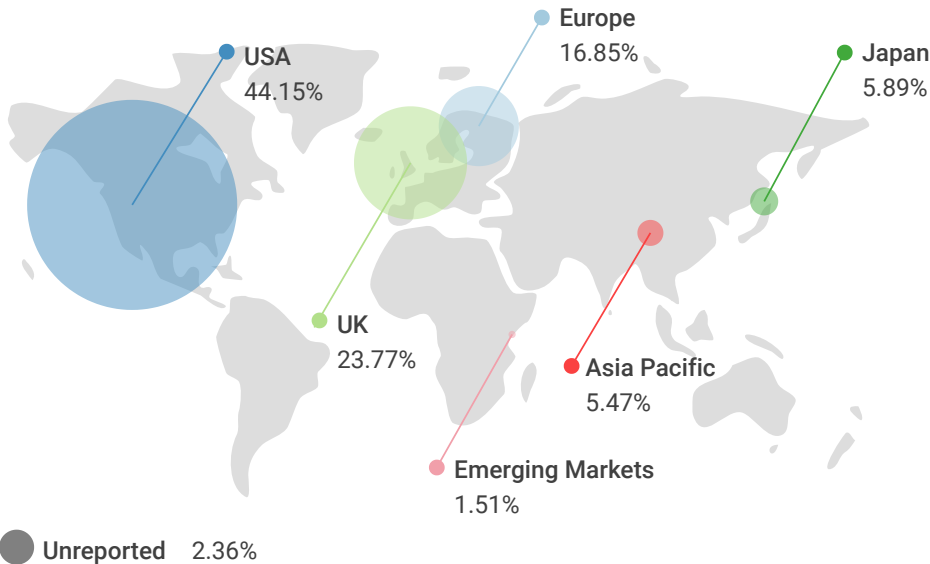 Europe
16.85%
USA
44.15%
Japan
5.89%
UK
23.77%
Asia Pacific
5.47%
Emerging Markets
1.51%
Unreported 2.36%